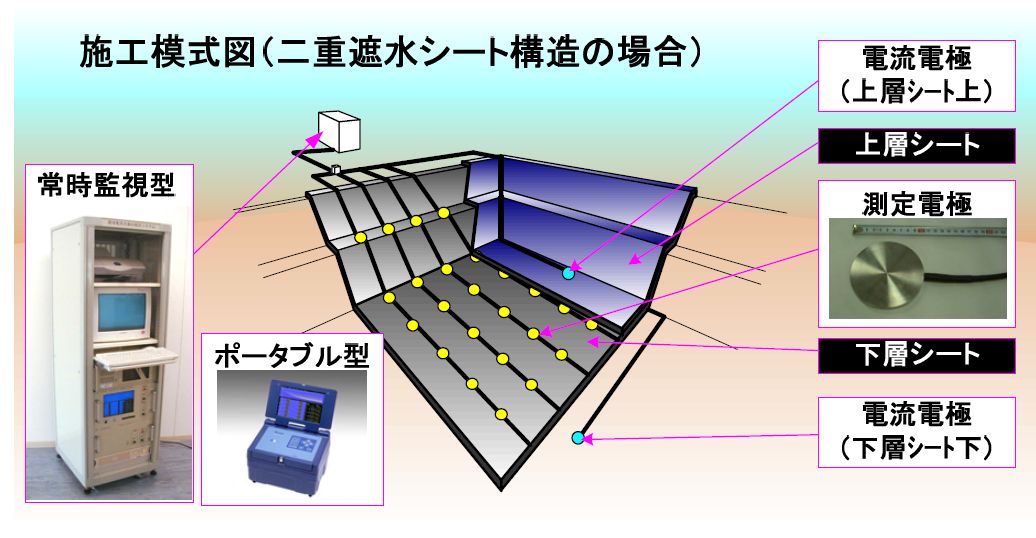 施工模式図(二重遮水シート構造の場合)
常時監視型
ポータブル型
電流電極
(上層シート上)
上層シート
測定電極
下層シート
電流電極
(下層シート下)